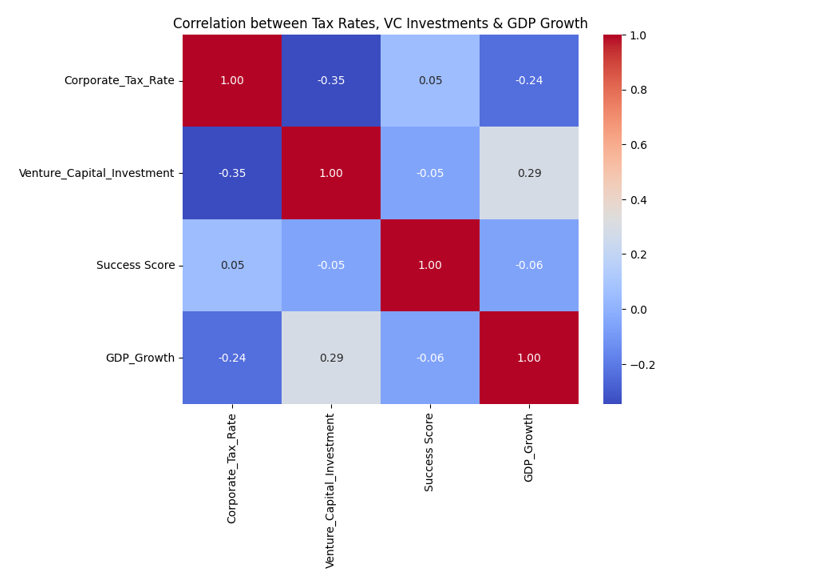 Correlation between Tax Rates, VC Investments & GDP Growth
Corporate_Tax_Rate
1.00 -0.35 0.05 -0.24
Venture_Capital_Investment
-0.35 1.00 -0.05 0.29
Success Score
0.05 -0.05 1.00 -0.06
GDP_Growth
-0.24 0.29 -0.06 1.00
Corporate_Tax_Rate
Venture_Capital_Investment
Success Score
GDP_Growth
1.0
0.8
0.6
0.4
0.2
0.0
−0.2